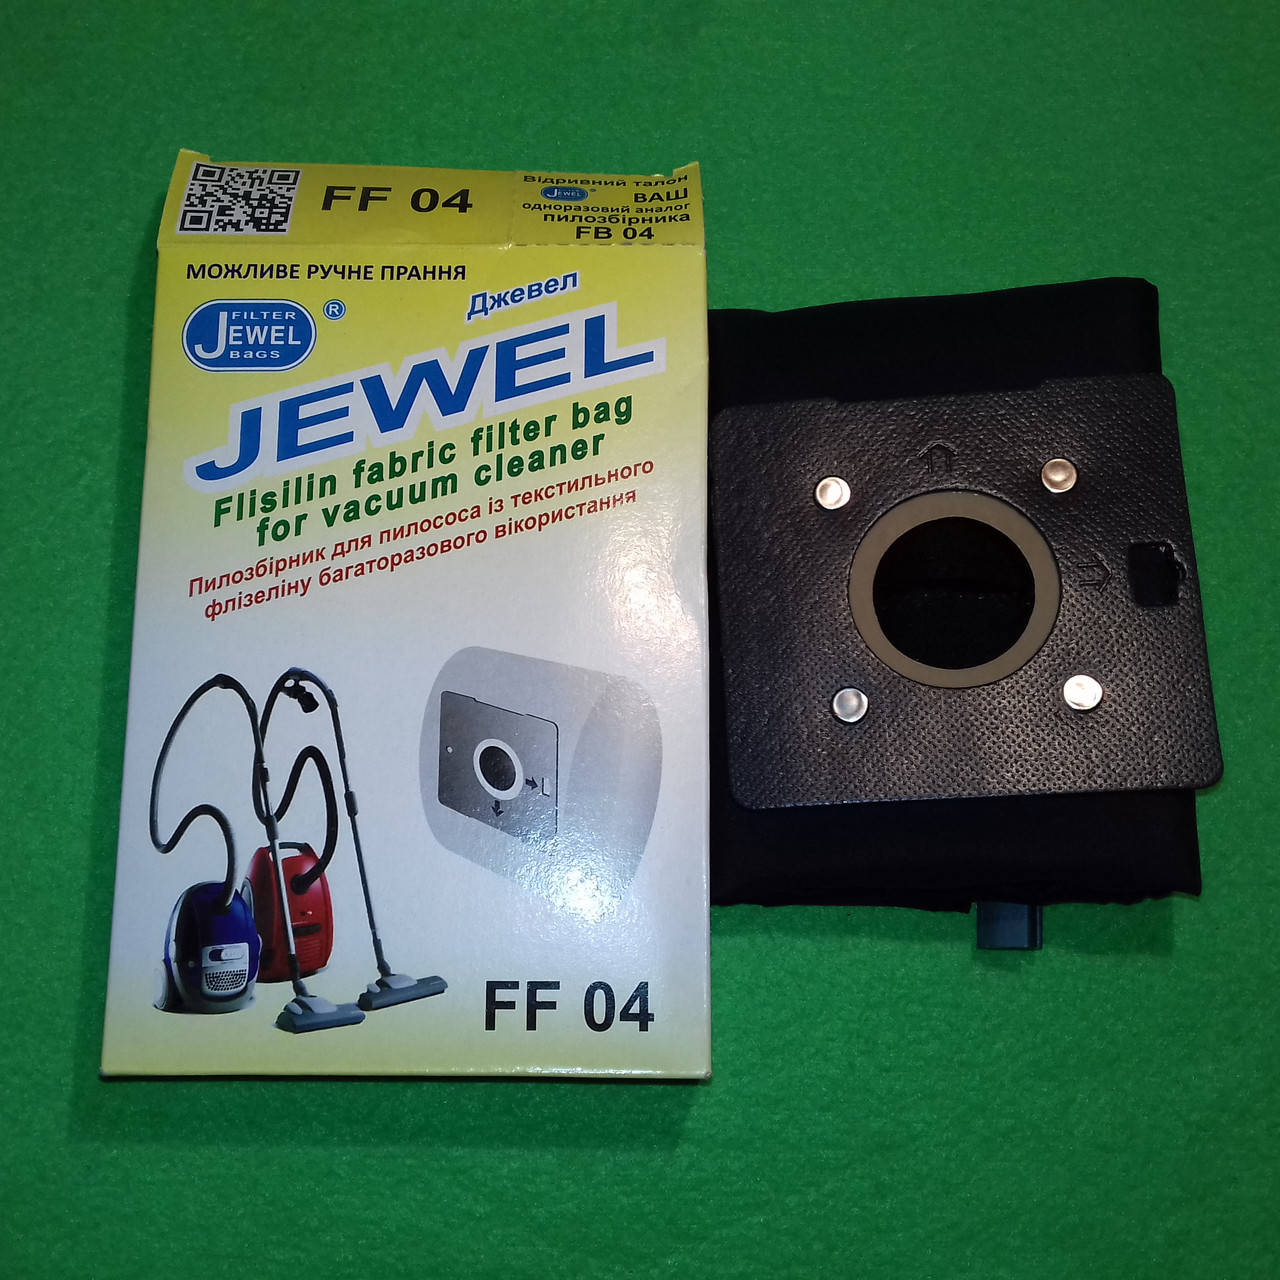 FF 04
Відривний талон
JEWEL ® ВАШ
одноразовий аналог
пилозбірника
FB 04
МОЖЛИВЕ РУЧНЕ ПРАННЯ
FILTER
JEWEL
BAGS
®
Джевел
JEWEL
Flisilin fabric filter bag
for vacuum cleaner
Пилозбірник для пилососа із текстильного
флізеліну багаторазового вікористання
FF 04